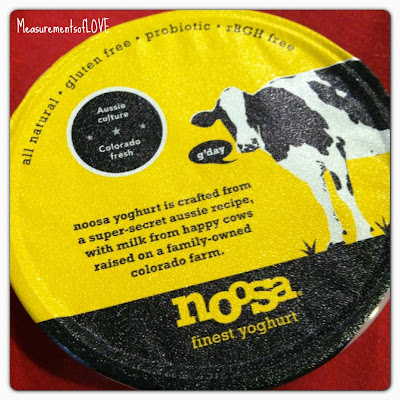 MeasurementsofLOVE
all natural • gluten free • probiotic • rBGH free
Aussie
culture
Colorado
fresh
g'day
noosa yoghurt is crafted from
a super-secret aussie recipe,
with milk from happy cows
raised on a family-owned
colorado farm.
noosa
finest yoghurt